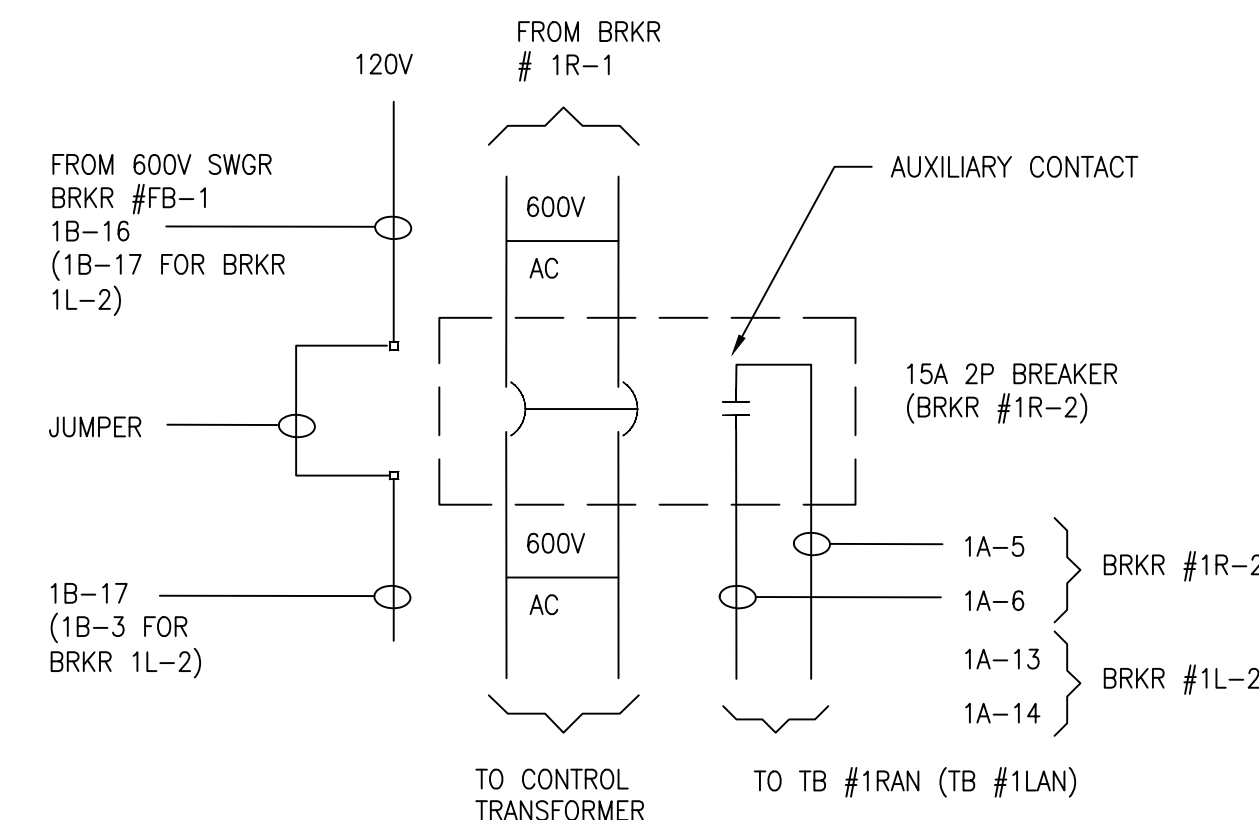 FROM BRKR
# 1R-1
120V
FROM 600V SWGR
BRKR #FB-1
1B-16
(1B-17 FOR BRKR
1L-2)
600V
AC
AUXILIARY CONTACT
15A 2P BREAKER
(BRKR #1R-2)
JUMPER
600V
AC
1B-17
(1B-3 FOR
BRKR 1L-2)
1A-5
1A-6
BRKR #1R-2
1A-13
1A-14
BRKR #1L-2
TO CONTROL
TRANSFORMER
TO TB #1RAN (TB #1LAN)